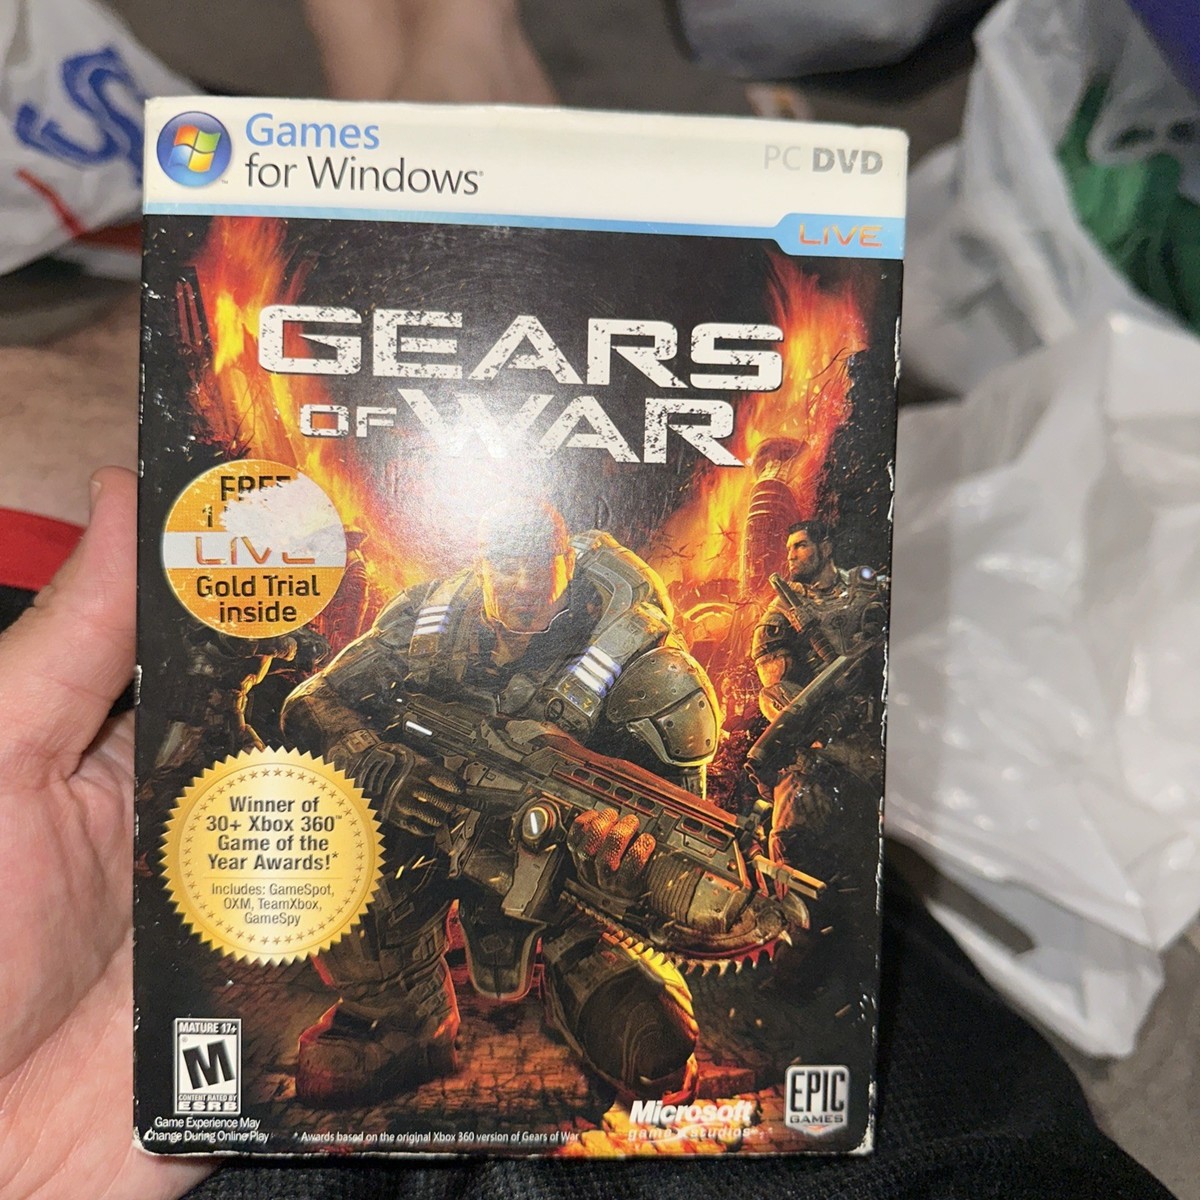 Games
for Windows
PC DVD
LIVE
GEARS
OF WAR
FREE
1
LIVE
Gold Trial
inside
Winner of
30+ Xbox 360™
Game of the
Year Awards!*
Includes: GameSpot,
OXM, TeamXbox,
GameSpy
MATURE 17+
M
CONTENT RATED BY
ESRB
Game Experience May
Change During Online Play
*Awards based on the original Xbox 360 version of Gears of War
Microsoft
game studios
EPIC
GAMES